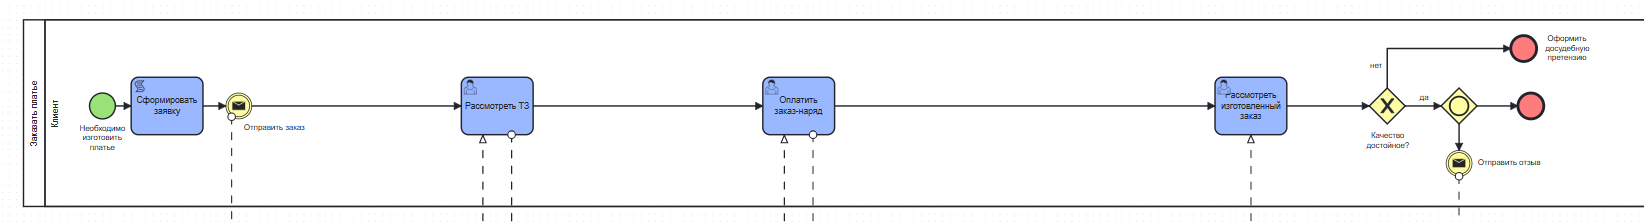 Заказать платье
Клиент
Необходимо
изготовить
платье
Сформировать
заявку
Отправить заказ
Рассмотреть ТЗ
Оплатить
заказ-наряд
Рассмотреть
изготовленный
заказ
Качество
достойное?
нет
да
Оформить
досудебную
претензию
Отправить отзыв